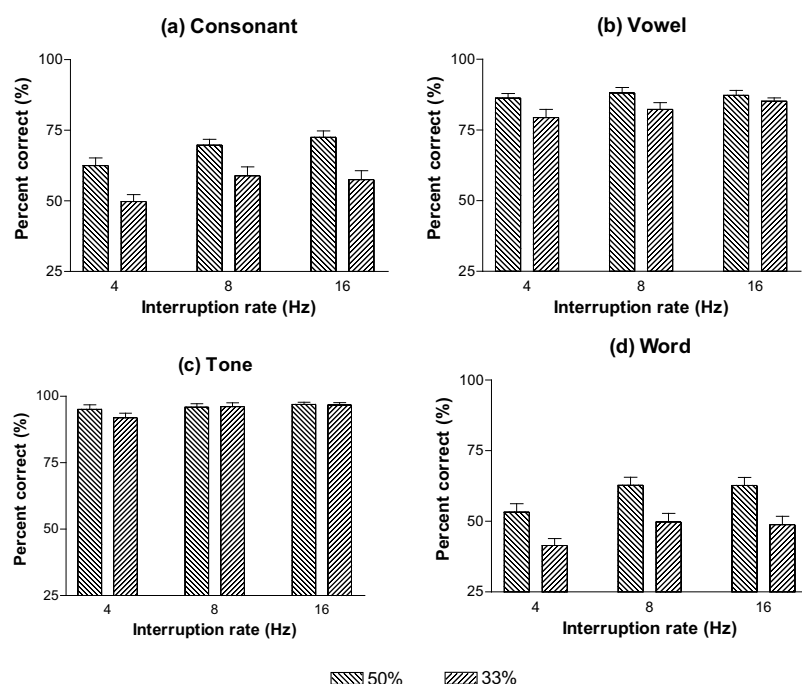 (a) Consonant
Percent correct (%)
100
75
50
25
4 8 16
Interruption rate (Hz)
(b) Vowel
Percent correct (%)
100
75
50
25
4 8 16
Interruption rate (Hz)
(c) Tone
Percent correct (%)
100
75
50
25
4 8 16
Interruption rate (Hz)
(d) Word
Percent correct (%)
100
75
50
25
4 8 16
Interruption rate (Hz)
50% 33%